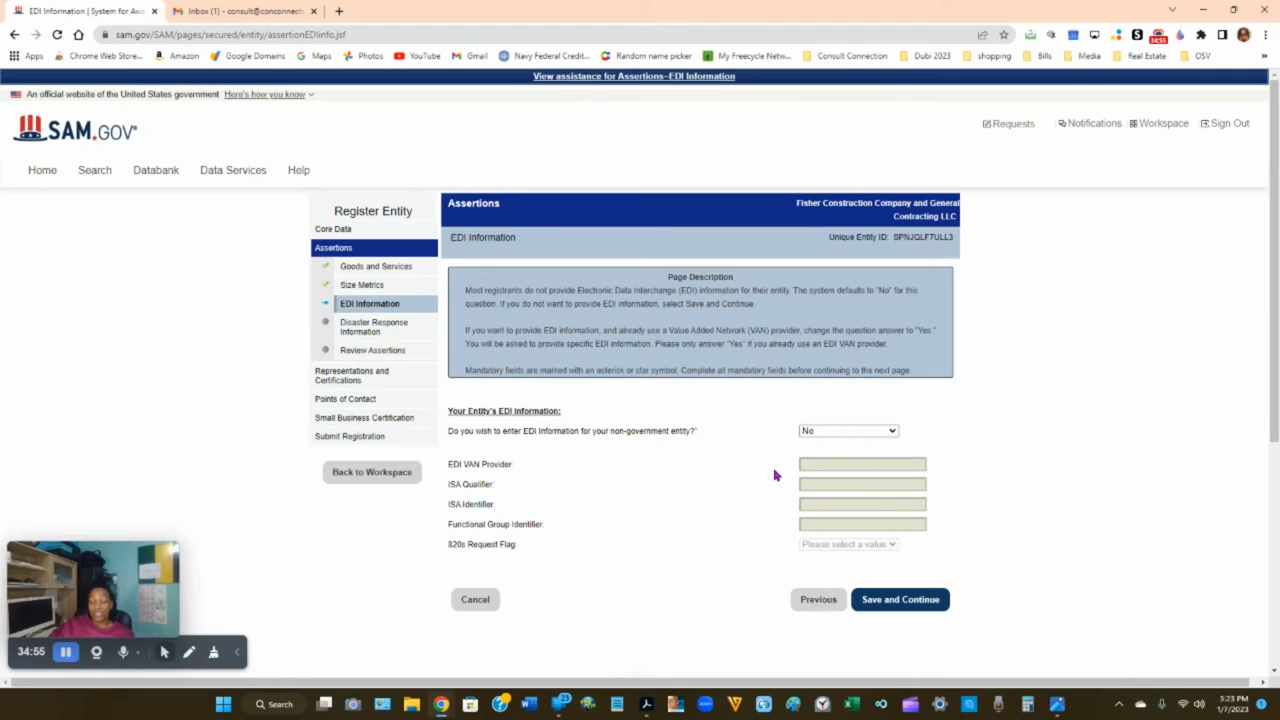 EDI Information | System for Aw
Inbox (1) - consult@conconnect
sam.gov/SAM/pages/secured/entity/assertionEDIinfo.jsf
34:55
Apps
Chrome Web Store...
Amazon
Google Domains
Maps
Photos
YouTube
Gmail
Navy Federal Credit...
Random name picker
My Freecycle Netw...
Consult Connection
Dubi 2023
shopping
Bills
Media
Real Estate
OSV
View assistance for Assertions–EDI Information
An official website of the United States government Here's how you know
SAM.GOV®
Requests
Notifications
Workspace
Sign Out
Home
Search
Databank
Data Services
Help
Register Entity
Core Data
Assertions
Goods and Services
Size Metrics
EDI Information
Disaster Response
Information
Review Assertions
Representations and
Certifications
Points of Contact
Small Business Certification
Submit Registration
Back to Workspace
Assertions
Fisher Construction Company and General
Contracting LLC
EDI Information
Unique Entity ID: SPNJQLF7ULL3
Page Description
Most registrants do not provide Electronic Data Interchange (EDI) information for their entity. The system defaults to "No" for this
question. If you do not want to provide EDI information, select Save and Continue.
If you want to provide EDI information, and already use a Value Added Network (VAN) provider, change the question answer to "Yes."
You will be asked to provide specific EDI information. Please only answer "Yes" if you already use an EDI VAN provider.
Mandatory fields are marked with an asterisk or star symbol. Complete all mandatory fields before continuing to the next page.
Your Entity's EDI Information:
Do you wish to enter EDI Information for your non-government entity?*
No
EDI VAN Provider:
ISA Qualifier:
ISA Identifier:
Functional Group Identifier:
820s Request Flag:
Please select a value
Cancel
Previous
Save and Continue
34:55
Search
23
3:23 PM
1/7/2023